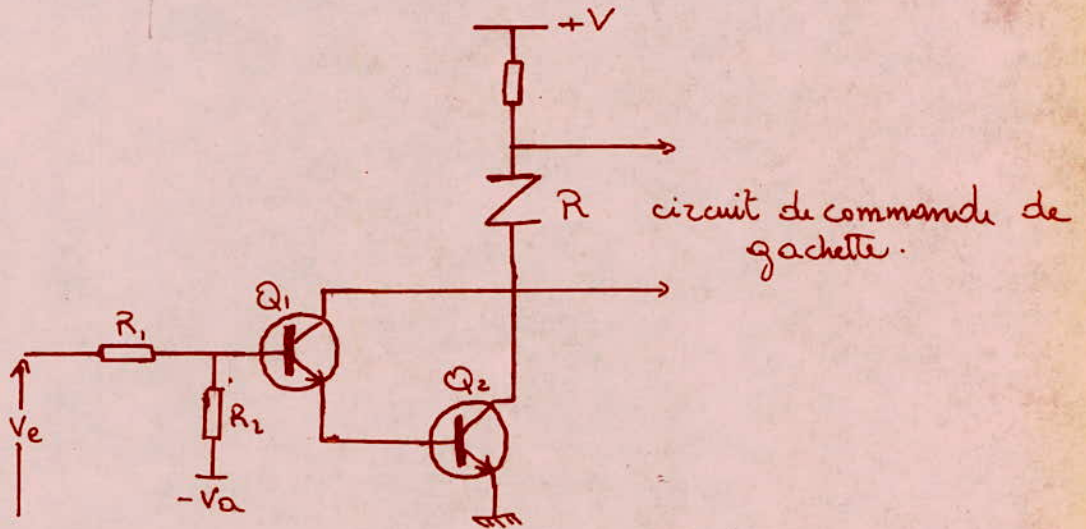 +V
R
circuit de commande de
gachette.
Q1
R1
Q2
Ve
R2
-Va